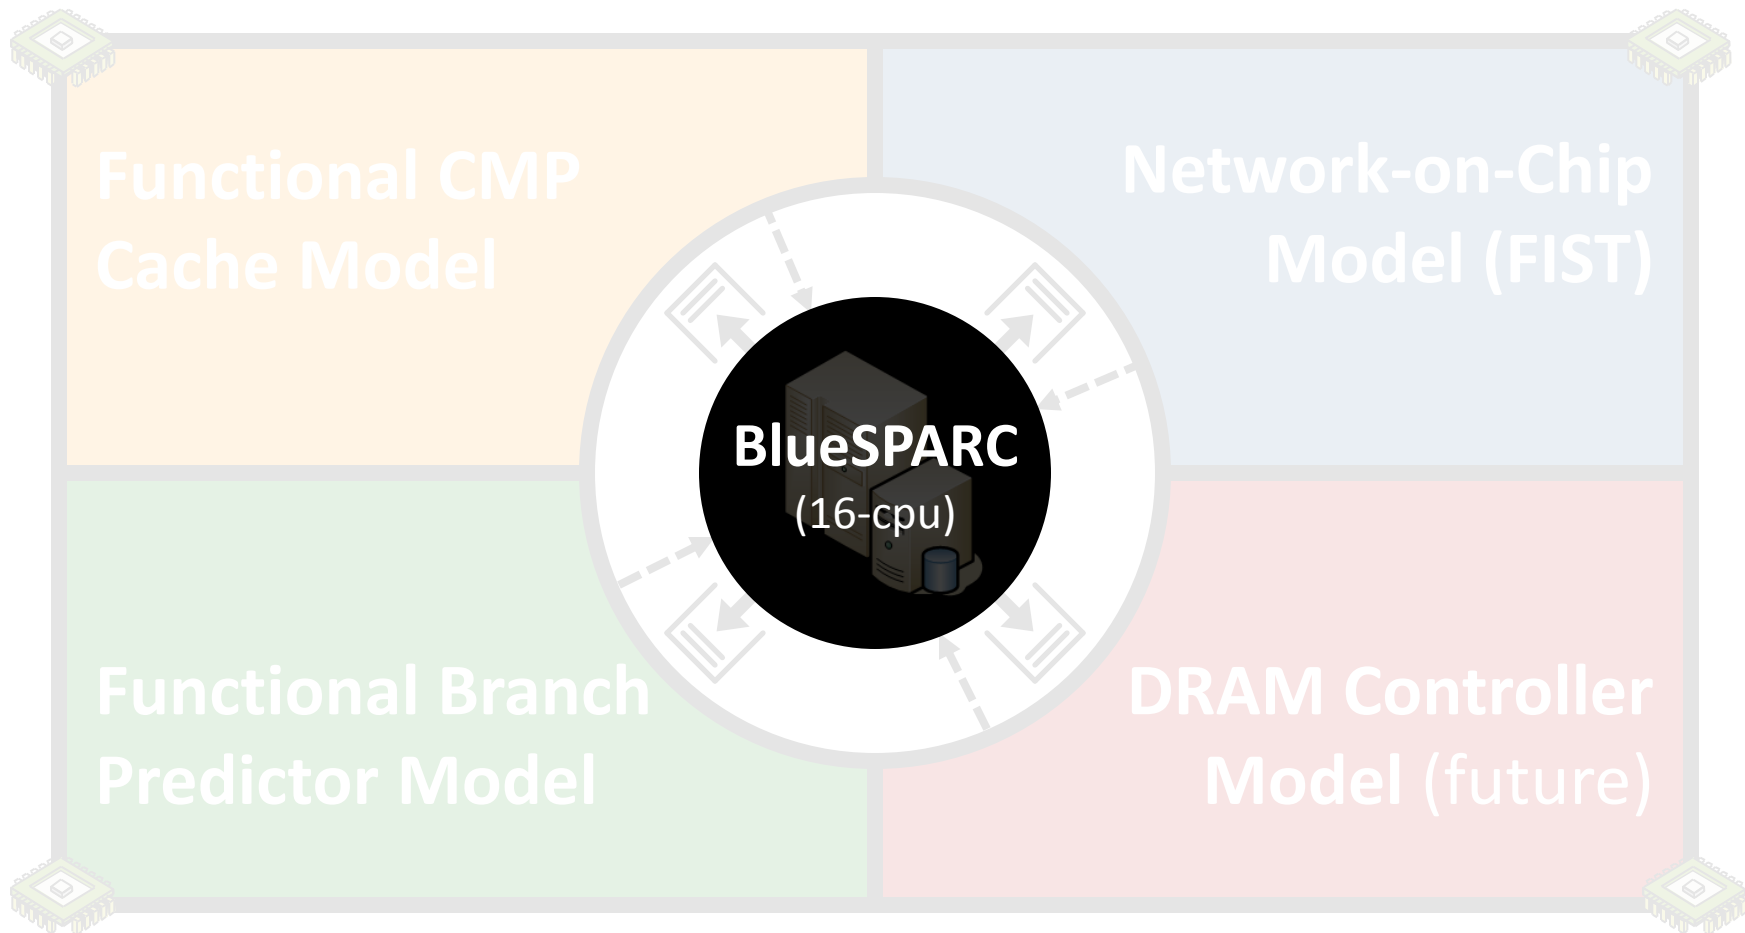 Functional CMP
Cache Model
Network-on-Chip
Model (FIST)
BlueSPARC
(16-cpu)
Functional Branch
Predictor Model
DRAM Controller
Model (future)